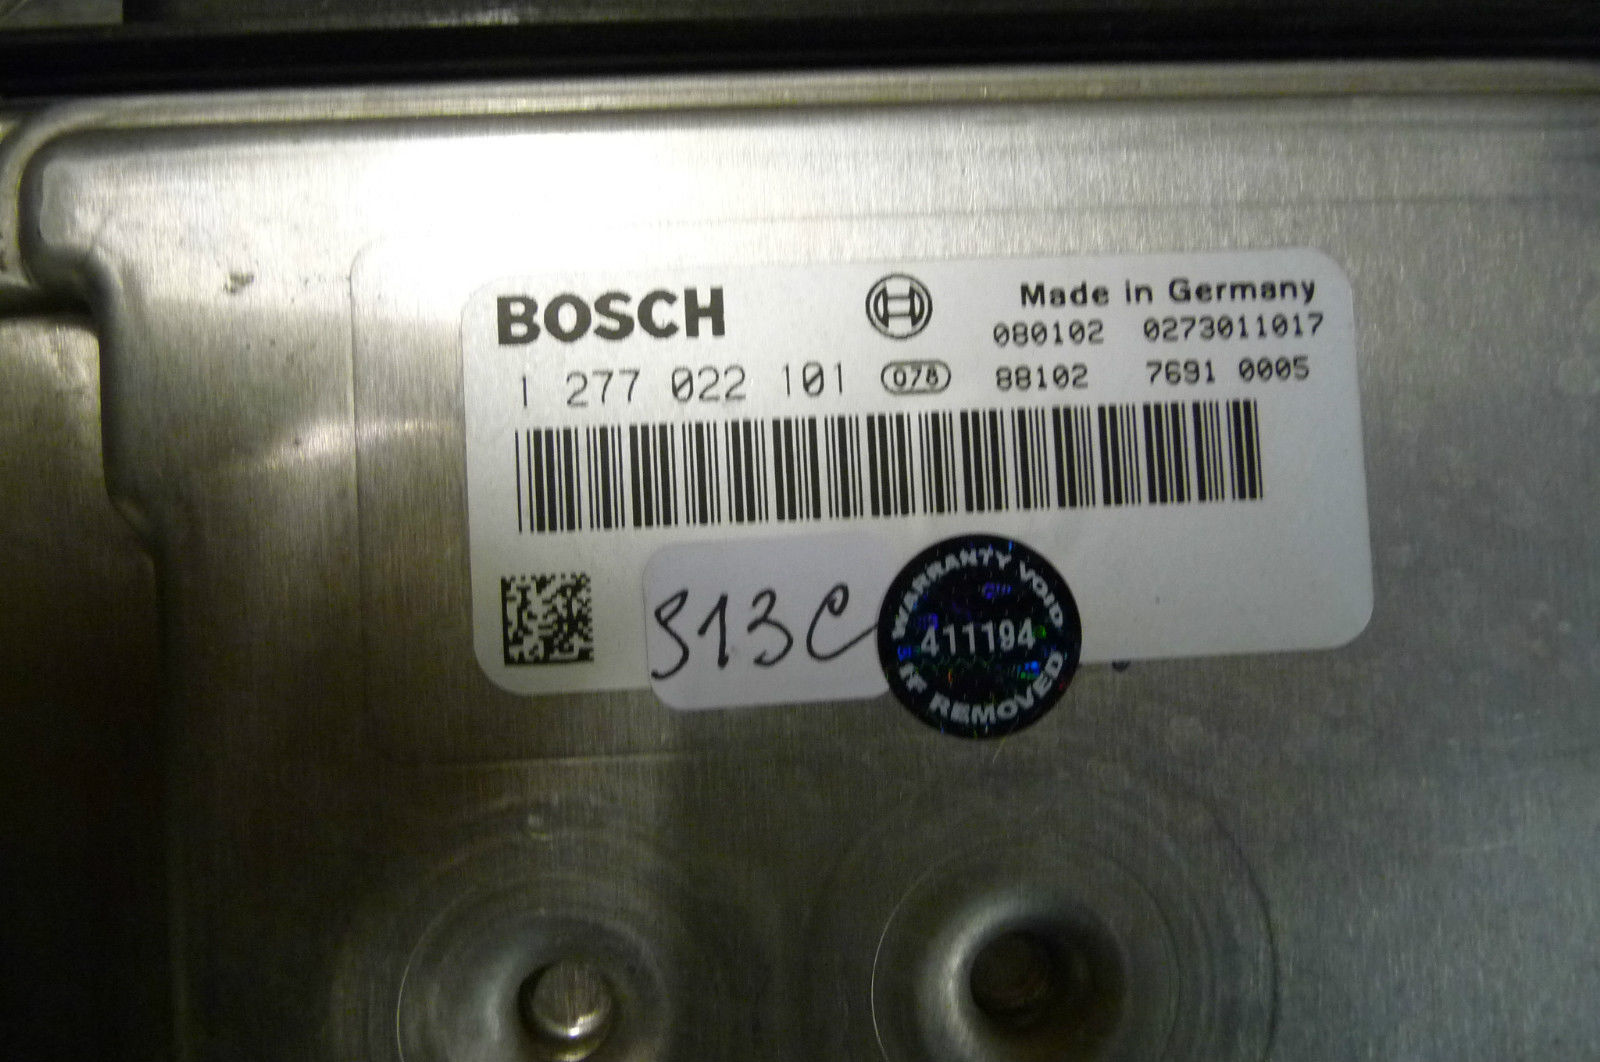 BOSCH
Made in Germany
080102 0273011017
1 277 022 101 078 88102 7691 0005
S13C
WARRANTY VOID
411194
IF REMOVED